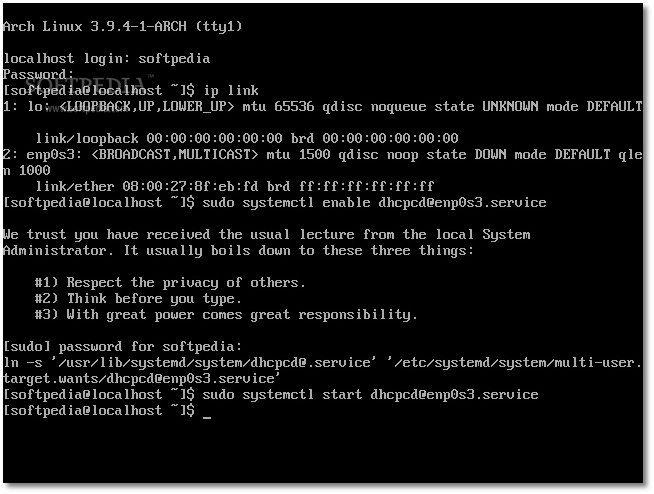 Arch Linux 3.9.4-1-ARCH (tty1)
localhost login: softpedia
Password:
[softpedia@localhost ~]$ ip link
1: lo: <LOOPBACK,UP,LOWER_UP> mtu 65536 qdisc noqueue state UNKNOWN mode DEFAULT
link/loopback 00:00:00:00:00:00 brd 00:00:00:00:00:00
2: enp0s3: <BROADCAST,MULTICAST> mtu 1500 qdisc noop state DOWN mode DEFAULT qle
n 1000
link/ether 08:00:27:8f:eb:fd brd ff:ff:ff:ff:ff:ff
[softpedia@localhost ~]$ sudo systemctl enable dhcpcd@enp0s3.service
We trust you have received the usual lecture from the local System
Administrator. It usually boils down to these three things:
#1) Respect the privacy of others.
#2) Think before you type.
#3) With great power comes great responsibility.
[sudo] password for softpedia:
ln -s '/usr/lib/systemd/system/dhcpcd@.service' '/etc/systemd/system/multi-user.
target.wants/dhcpcd@enp0s3.service'
[softpedia@localhost ~]$ sudo systemctl start dhcpcd@enp0s3.service
[softpedia@localhost ~]$ _
SOFTPEDIA